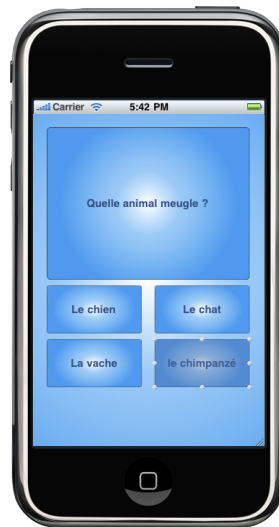 Carrier 5:42 PM
Quelle animal meugle ?
Le chien Le chat
La vache le chimpanzé